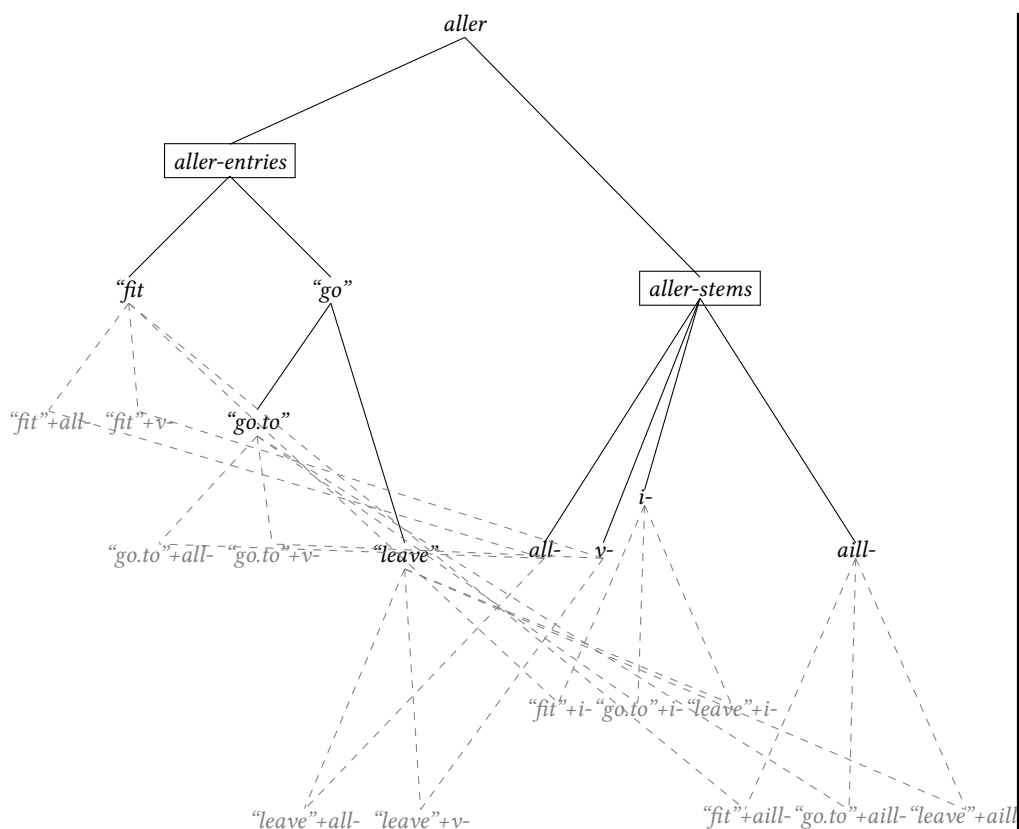 aller
aller-entries
“fit
“go”
aller-stems
“fit”+all-
“fit”+v-
“go.to”
i-
“go.to”+all-
“go.to”+v-
“leave”
all-
v-
aill-
“fit”+i-
“go.to”+i-
“leave”+i-
“leave”+all-
“leave”+v-
“fit”+aill-
“go.to”+aill-
“leave”+aill